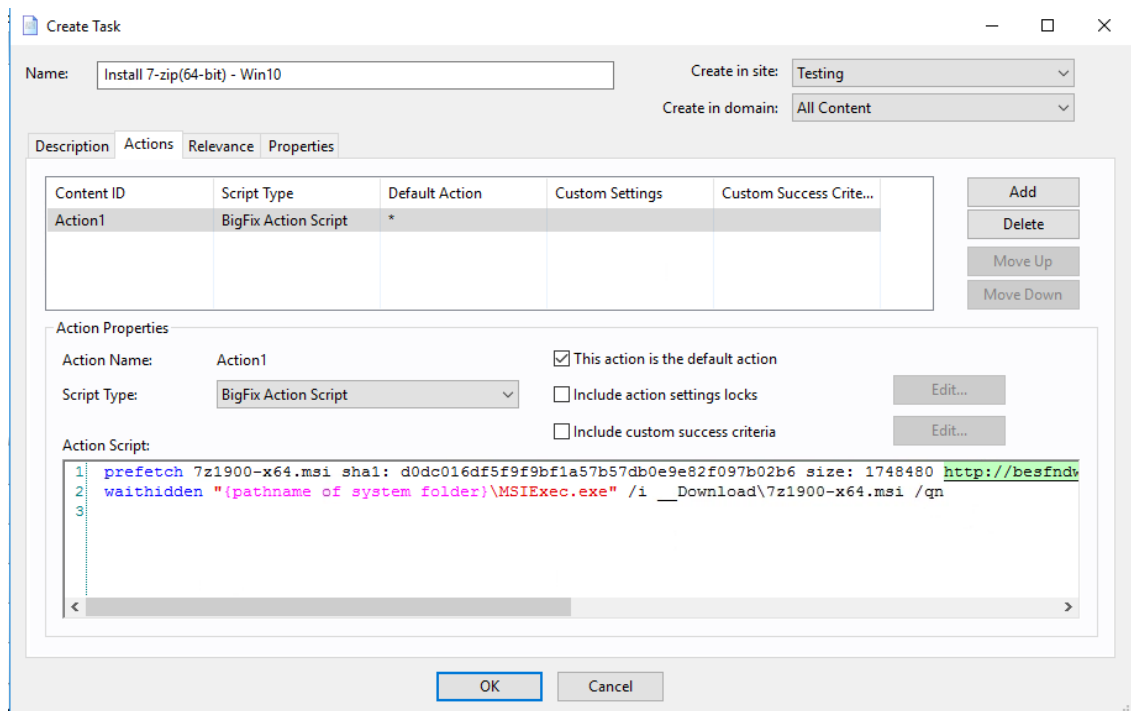 Create Task
Name: Install 7-zip(64-bit) - Win10 Create in site: Testing
Create in domain: All Content
Description Actions Relevance Properties
Content ID Script Type Default Action Custom Settings Custom Success Crite... Add
Action1 BigFix Action Script * Delete
Move Up
Move Down
Action Properties
Action Name: Action1 This action is the default action
Script Type: BigFix Action Script Include action settings locks Edit...
Include custom success criteria Edit...
Action Script:
1 prefetch 7z1900-x64.msi sha1: d0dc016df5f9f9bf1a57b57db0e9e82f097b02b6 size: 1748480 http://besfndw
2 waithidden "{pathname of system folder}\MSIExec.exe" /i __Download\7z1900-x64.msi /qn
3
OK Cancel